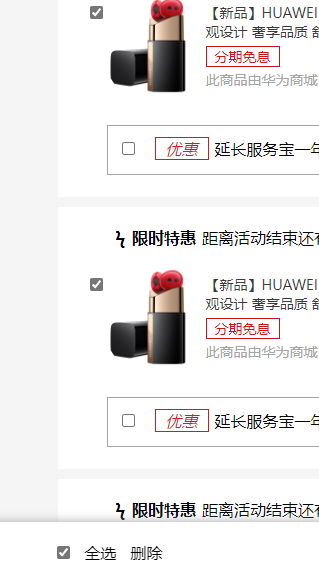 【新品】HUAWEI
观设计 奢享品质 
分期免息
此商品由华为商城
优惠 延长服务宝一年
限时特惠 距离活动结束还有
【新品】HUAWEI
观设计 奢享品质 
分期免息
此商品由华为商城
优惠 延长服务宝一年
限时特惠 距离活动结束还有
全选 删除